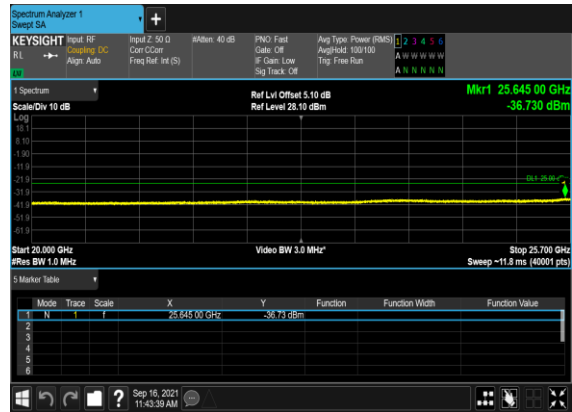 Spectrum Analyzer 1
Swept SA
+
KEYSIGHT Input: RF Input Z: 50 Ω #Atten: 40 dB PNO: Fast Avg Type: Power (RMS) 1 2 3 4 5 6
RL Coupling: DC Corr CCorr Gate: Off Avg|Hold: 100/100 A W W W W W
Align: Auto Freq Ref: Int (S) IF Gain: Low Trig: Free Run
Sig Track: Off A N N N N N
1 Spectrum Ref Lvl Offset 5.10 dB Mkr1 25.645 00 GHz
Scale/Div 10 dB Ref Level 28.10 dBm -36.730 dBm
Log
18.1
8.10
-1.90
-11.9
-21.9 DL1 -25.00
-31.9
-41.9
-51.9
-61.9
Start 20.000 GHz Video BW 3.0 MHz* Stop 25.700 GHz
#Res BW 1.0 MHz Sweep ~11.8 ms (40001 pts)
5 Marker Table
Mode Trace Scale X Y Function Function Width Function Value
1 N 1 f 25.645 00 GHz -36.73 dBm
2
3
4
5
6
? Sep 16, 2021
11:43:39 AM